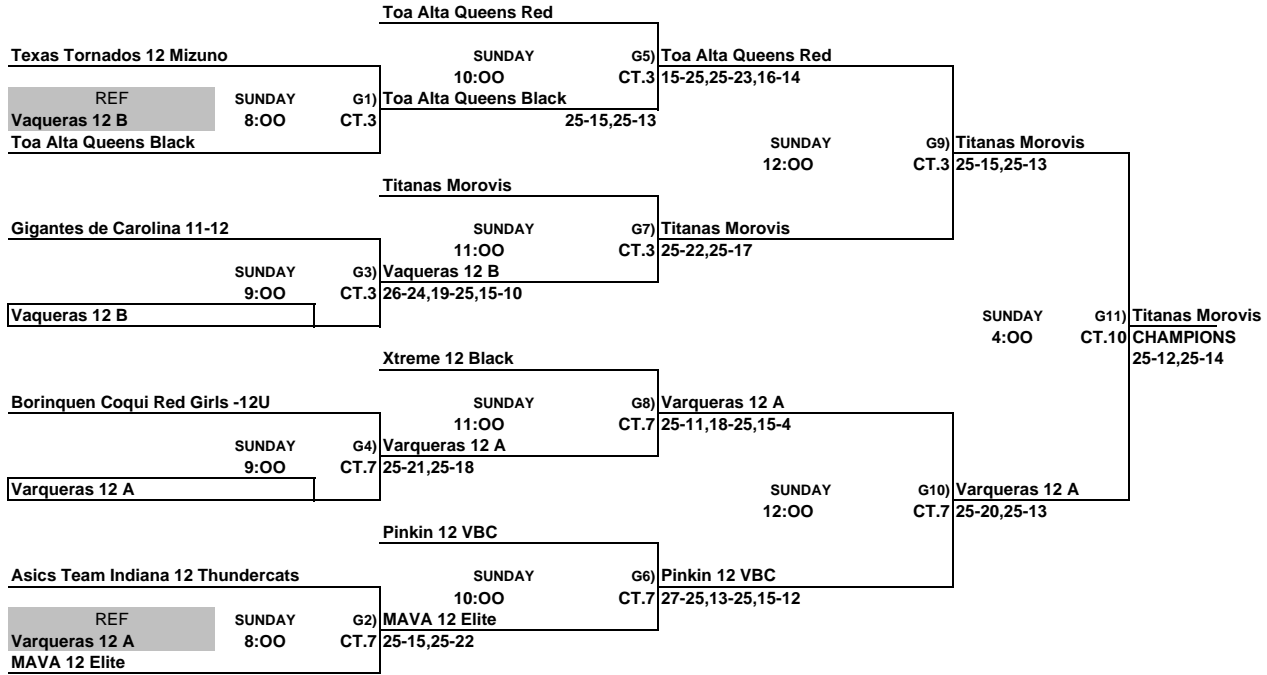 Toa Alta Queens Red
Texas Tornados 12 Mizuno SUNDAY G5) Toa Alta Queens Red
10:OO CT.3 15-25,25-23,16-14
REF SUNDAY G1) Toa Alta Queens Black
Vaqueras 12 B 8:OO CT.3 25-15,25-13
Toa Alta Queens Black SUNDAY G9) Titanas Morovis
12:OO CT.3 25-15,25-13
Titanas Morovis
Gigantes de Carolina 11-12 SUNDAY G7) Titanas Morovis
11:OO CT.3 25-22,25-17
SUNDAY G3) Vaqueras 12 B
9:OO CT.3 26-24,19-25,15-10
Vaqueras 12 B SUNDAY G11) Titanas Morovis
4:OO CT.10 CHAMPIONS
Xtreme 12 Black 25-12,25-14
Borinquen Coqui Red Girls -12U SUNDAY G8) Varqueras 12 A
11:OO CT.7 25-11,18-25,15-4
SUNDAY G4) Varqueras 12 A
9:OO CT.7 25-21,25-18
Varqueras 12 A SUNDAY G10) Varqueras 12 A
12:OO CT.7 25-20,25-13
Pinkin 12 VBC
Asics Team Indiana 12 Thundercats SUNDAY G6) Pinkin 12 VBC
10:OO CT.7 27-25,13-25,15-12
REF SUNDAY G2) MAVA 12 Elite
Varqueras 12 A 8:OO CT.7 25-15,25-22
MAVA 12 Elite